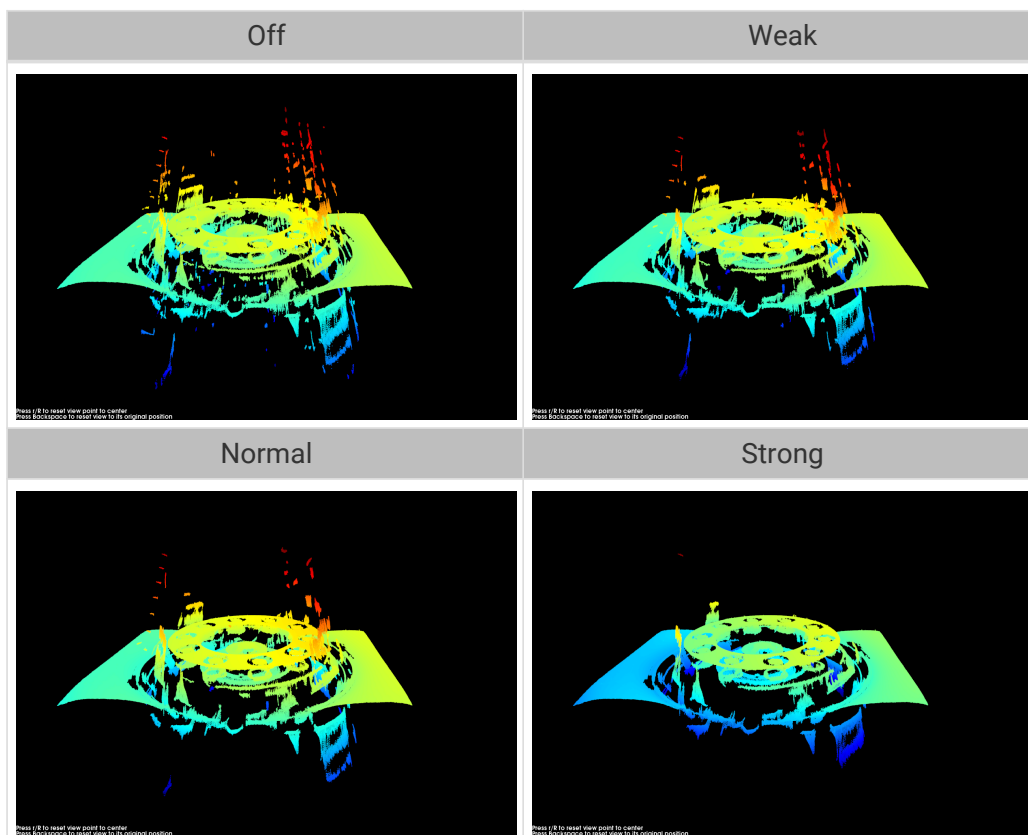 Off
Weak
Press r/R to reset view point to center
Press Backspace to reset view to its original position
Press r/R to reset view point to center
Press Backspace to reset view to its original position
Normal
Strong
Press r/R to reset view point to center
Press Backspace to reset view to its original position
Press r/R to reset view point to center
Press Backspace to reset view to its original position